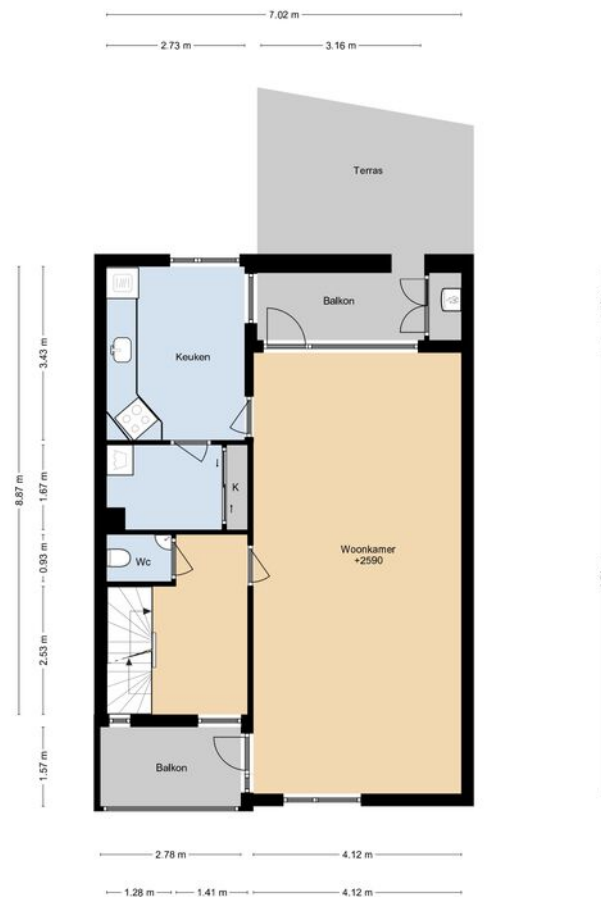 7.02 m
2.73 m
3.16 m
Terras
Balkon
Keuken
3.43 m
8.87 m
1.67 m
K
Woonkamer
+2590
0.93 m
Wc
2.53 m
1.57 m
Balkon
2.78 m
4.12 m
1.28 m
1.41 m
4.12 m